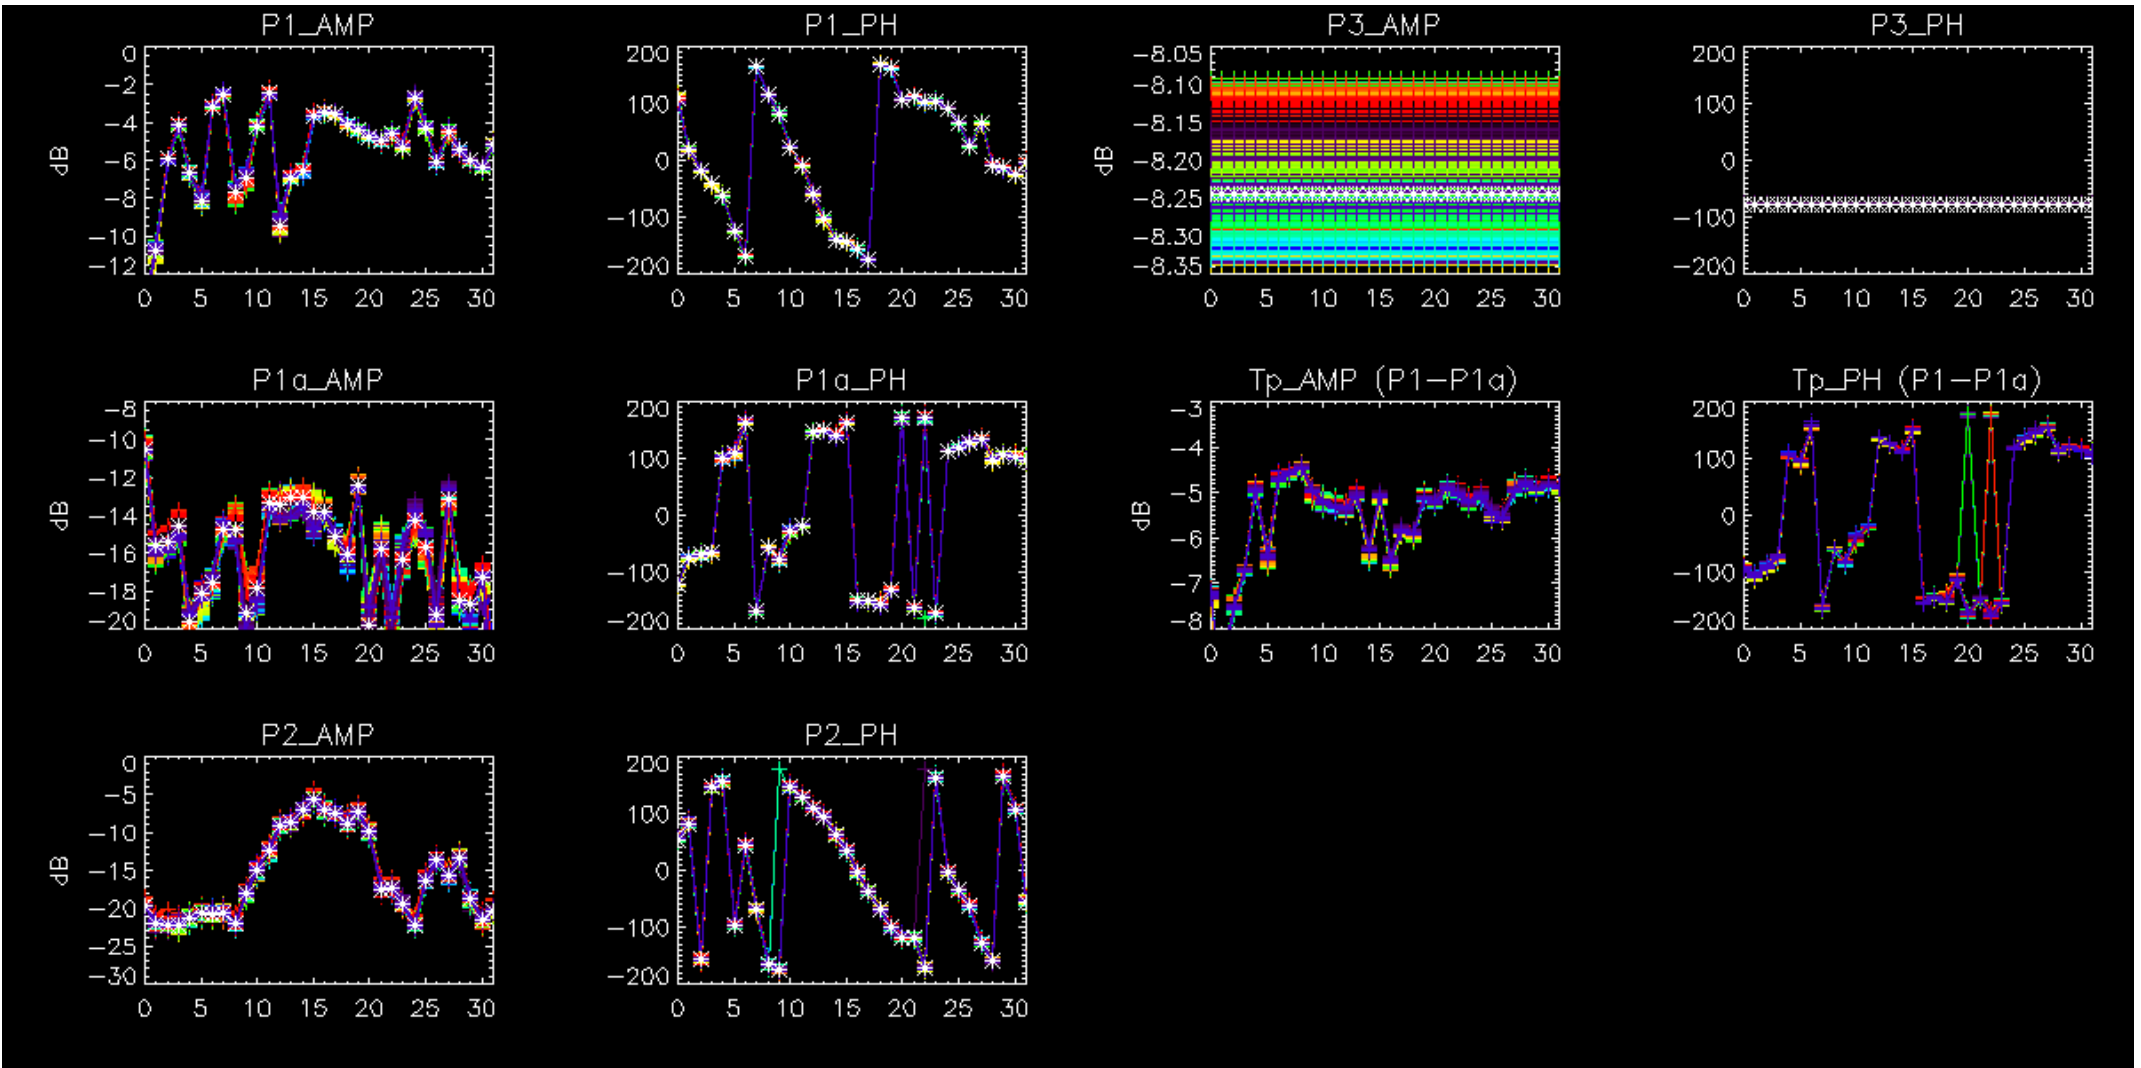 P1_AMP
dB
0
−2
−4
−6
−8
−10
−12
0 5 10 15 20 25 30
P1_PH
200
100
0
−100
−200
0 5 10 15 20 25 30
P3_AMP
dB
−8.05
−8.10
−8.15
−8.20
−8.25
−8.30
−8.35
0 5 10 15 20 25 30
P3_PH
200
100
0
−100
−200
0 5 10 15 20 25 30
P1a_AMP
dB
−8
−10
−12
−14
−16
−18
−20
0 5 10 15 20 25 30
P1a_PH
200
100
0
−100
−200
0 5 10 15 20 25 30
Tp_AMP (P1−P1a)
dB
−3
−4
−5
−6
−7
−8
0 5 10 15 20 25 30
Tp_PH (P1−P1a)
200
100
0
−100
−200
0 5 10 15 20 25 30
P2_AMP
dB
0
−5
−10
−15
−20
−25
−30
0 5 10 15 20 25 30
P2_PH
200
100
0
−100
−200
0 5 10 15 20 25 30